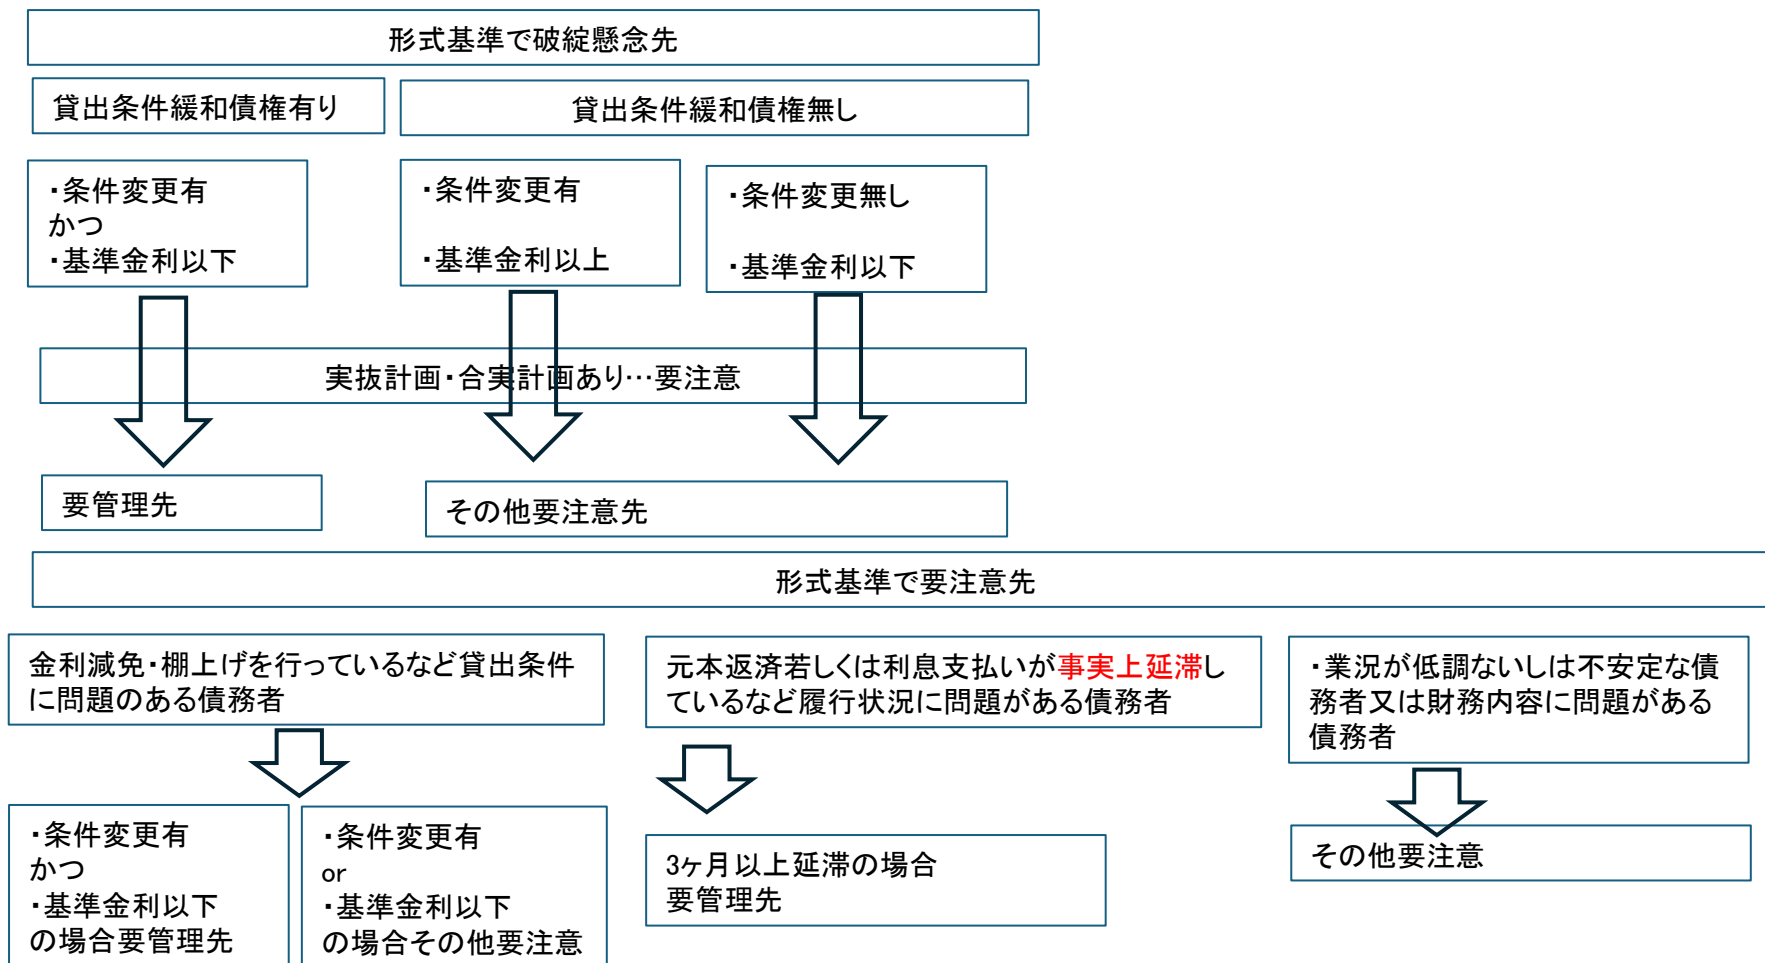 形式基準で破綻懸念先
貸出条件緩和債権有り
貸出条件緩和債権無し
・条件変更有
かつ
・基準金利以下
・条件変更有
・基準金利以上
・条件変更無し
・基準金利以下
実抜計画・合実計画あり…要注意
要管理先
その他要注意先
形式基準で要注意先
金利減免・棚上げを行っているなど貸出条件
に問題のある債務者
元本返済若しくは利息支払いが事実上延滞し
ているなど履行状況に問題がある債務者
・業況が低調ないしは不安定な債
務者又は財務内容に問題がある
債務者
・条件変更有
かつ
・基準金利以下
の場合要管理先
・条件変更有
or
・基準金利以下
の場合その他要注意
3ヶ月以上延滞の場合
要管理先
その他要注意